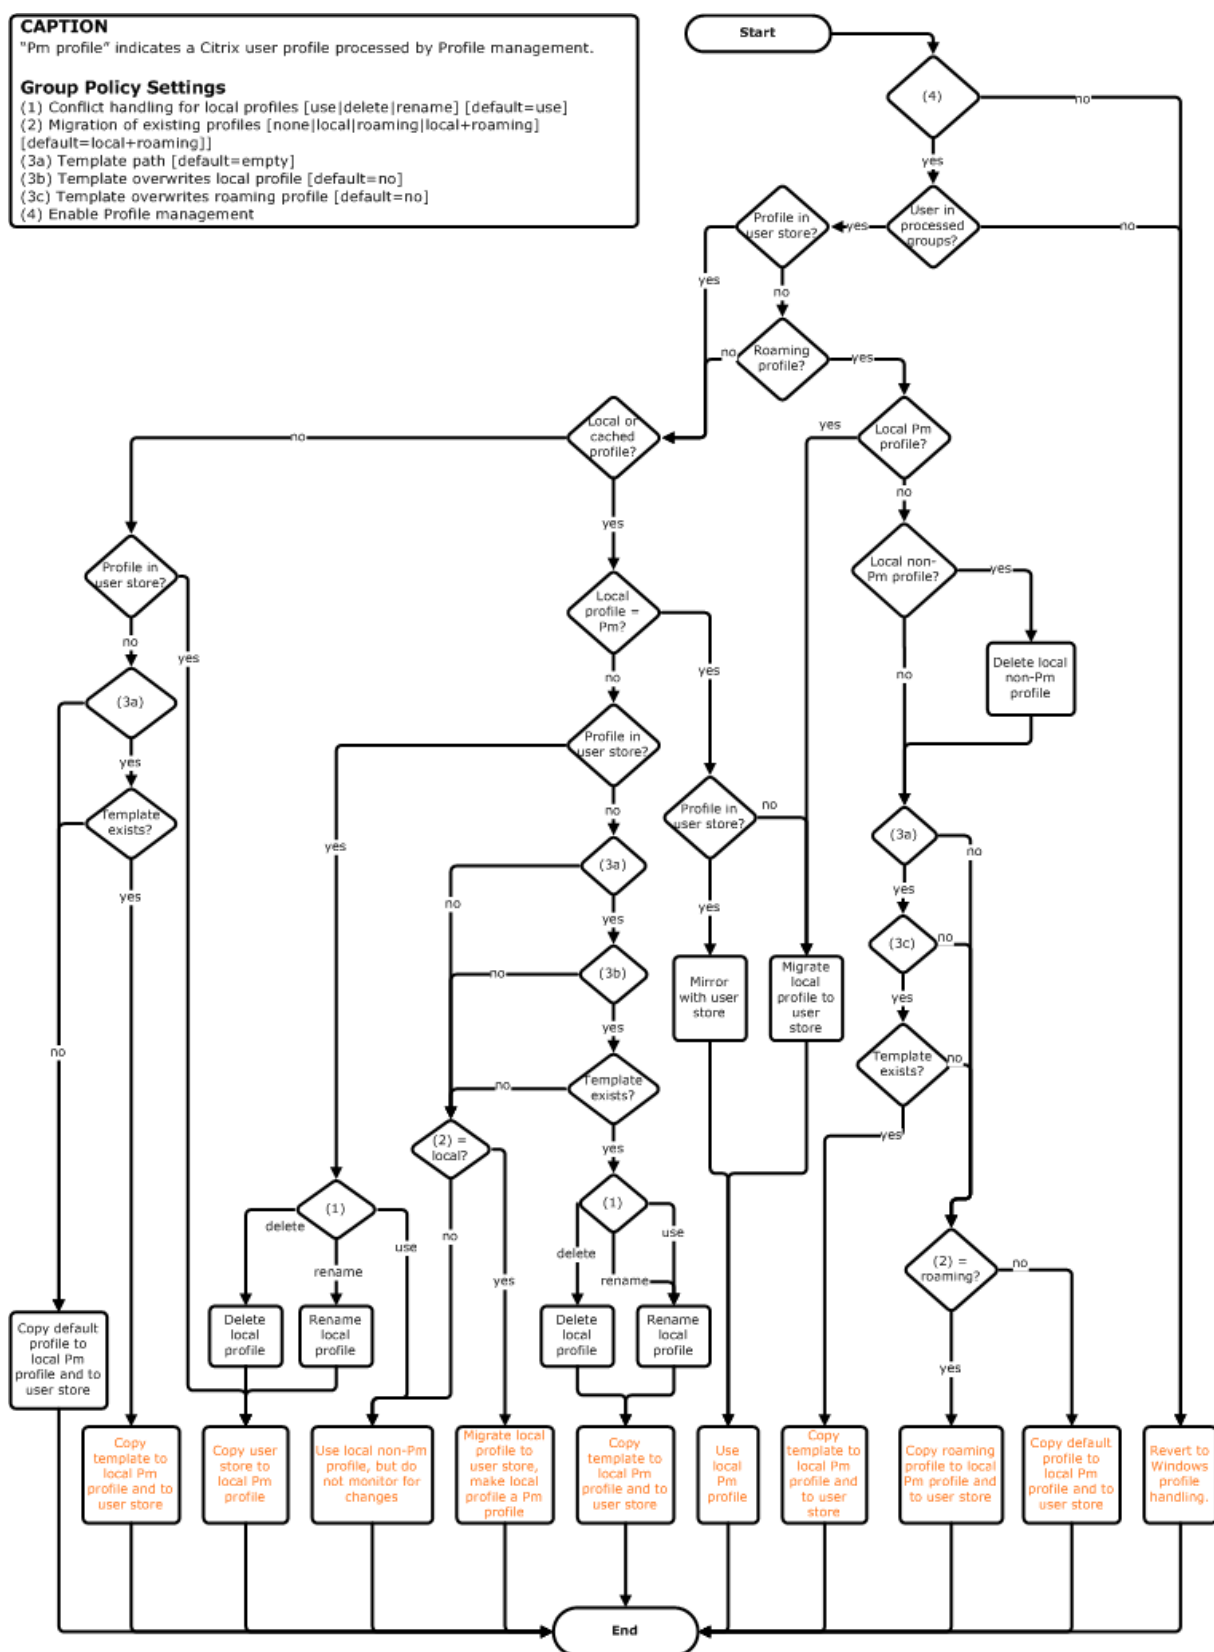 CAPTION
"Pm profile" indicates a Citrix user profile processed by Profile management.
Group Policy Settings
(1) Conflict handling for local profiles [use|delete|rename] [default=use]
(2) Migration of existing profiles [none|local|roaming|local+roaming]
[default=local+roaming]]
(3a) Template path [default=empty]
(3b) Template overwrites local profile [default=no]
(3c) Template overwrites roaming profile [default=no]
(4) Enable Profile management
Start
(4)
no
yes
User in
processed
groups?
no
yes
Profile in
user store?
yes
no
Roaming
profile?
no
yes
Local or
cached
profile?
no
yes
Local Pm
profile?
yes
no
Local non-
Pm profile?
yes
no
Delete local
non-Pm
profile
Profile in
user store?
no
yes
(3a)
yes
Template
exists?
yes
no
Local
profile =
Pm?
yes
no
Profile in
user store?
yes
no
Profile in
user store?
no
yes
(3a)
no
yes
(3b)
no
yes
Template
exists?
no
yes
(2) =
local?
no
yes
(3a)
no
yes
(3c)
no
yes
Template
exists?
no
yes
Mirror
with user
store
Migrate
local
profile to
user
store
(1)
delete
rename
use
(1)
delete
rename
use
(2) =
roaming?
no
yes
Copy default
profile to
local Pm
profile and to
user store
Delete
local
profile
Rename
local
profile
Delete
local
profile
Rename
local
profile
Copy
template to
local Pm
profile and to
user store
Copy user
store to
local Pm
profile
Use local non-Pm
profile, but do
not monitor for
changes
Migrate local
profile to
user store,
make local
profile a Pm
profile
Copy
template to
local Pm
profile and to
user store
Use
local
Pm
profile
Copy
template to
local Pm
profile and
to user
store
Copy roaming
profile to local
Pm profile and
to user store
Copy default
profile to
local Pm
profile and to
user store
Revert to
Windows
profile
handling.
End